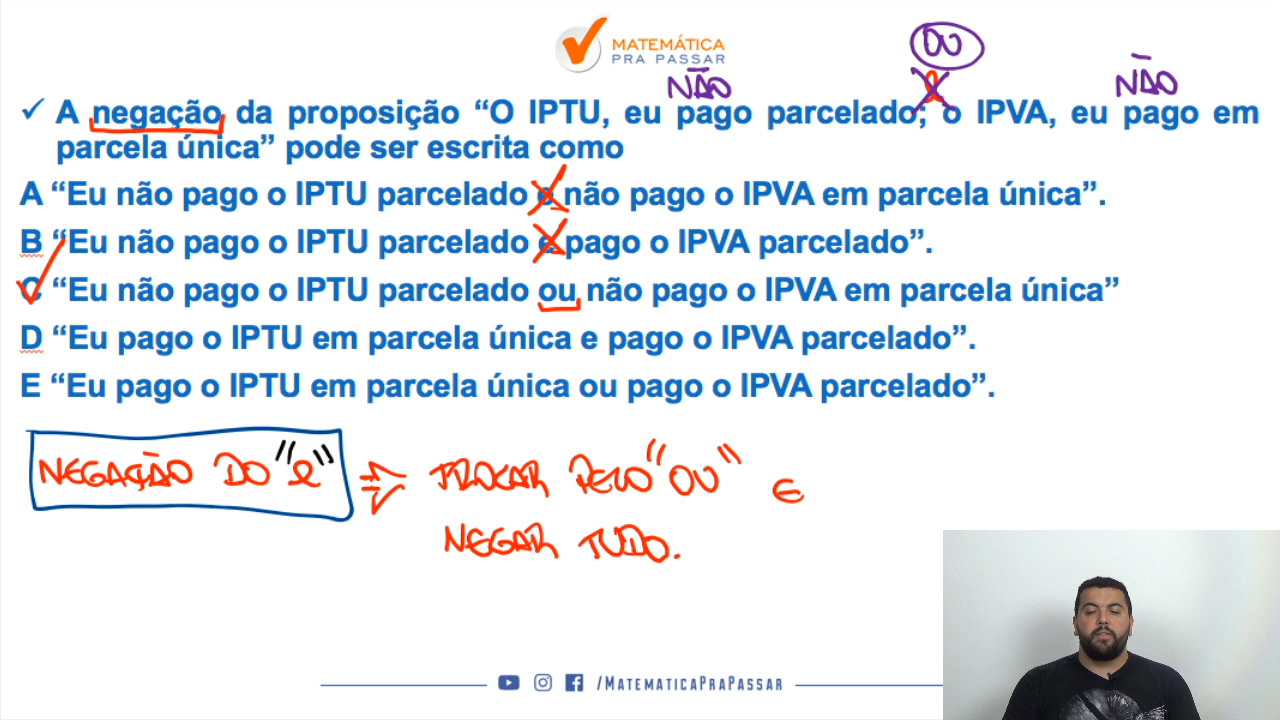 MATEMÁTICA
PRA PASSAR
OU
NÃO
e
NÃO
✓ A negação da proposição “O IPTU, eu pago parcelado; o IPVA, eu pago em
parcela única” pode ser escrita como
A “Eu não pago o IPTU parcelado e não pago o IPVA em parcela única”.
B “Eu não pago o IPTU parcelado e pago o IPVA parcelado”.
C “Eu não pago o IPTU parcelado ou não pago o IPVA em parcela única”
D “Eu pago o IPTU em parcela única e pago o IPVA parcelado”.
E “Eu pago o IPTU em parcela única ou pago o IPVA parcelado”.
NEGAÇÃO DO "e" ⇒ TROCAR PELO "OU" E
NEGAR TUDO.
/MATEMATICAPRAPASSAR